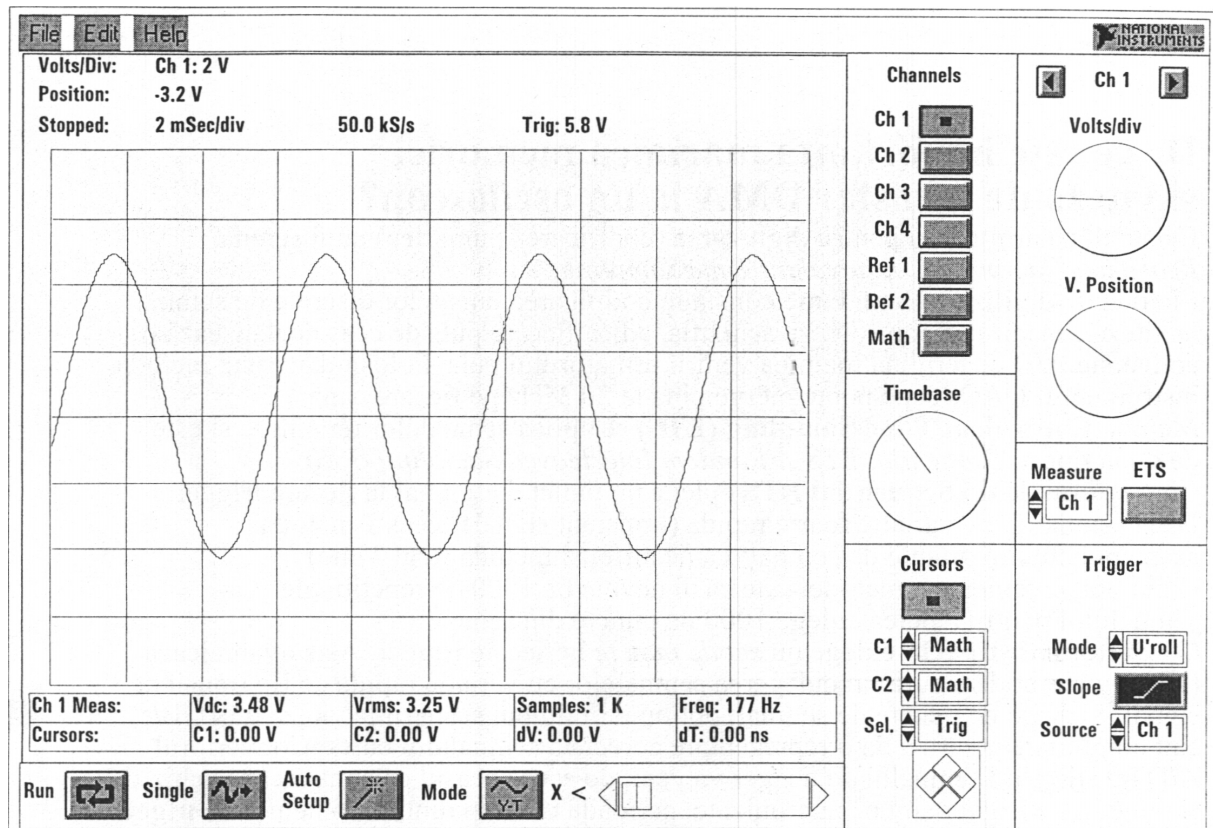 File Edit Help
NATIONAL
INSTRUMENTS
Volts/Div: Ch 1: 2 V
Position: -3.2 V
Stopped: 2 mSec/div 50.0 kS/s Trig: 5.8 V
Channels
Ch 1
Ch 2
Ch 3
Ch 4
Ref 1
Ref 2
Math
Ch 1
Volts/div
V. Position
Timebase
Measure ETS
Ch 1
Cursors
C1 Math
C2 Math
Sel. Trig
Trigger
Mode U'roll
Slope
Source Ch 1
Ch 1 Meas: Vdc: 3.48 V Vrms: 3.25 V Samples: 1 K Freq: 177 Hz
Cursors: C1: 0.00 V C2: 0.00 V dV: 0.00 V dT: 0.00 ns
Run Single Auto Setup Mode Y-T X <